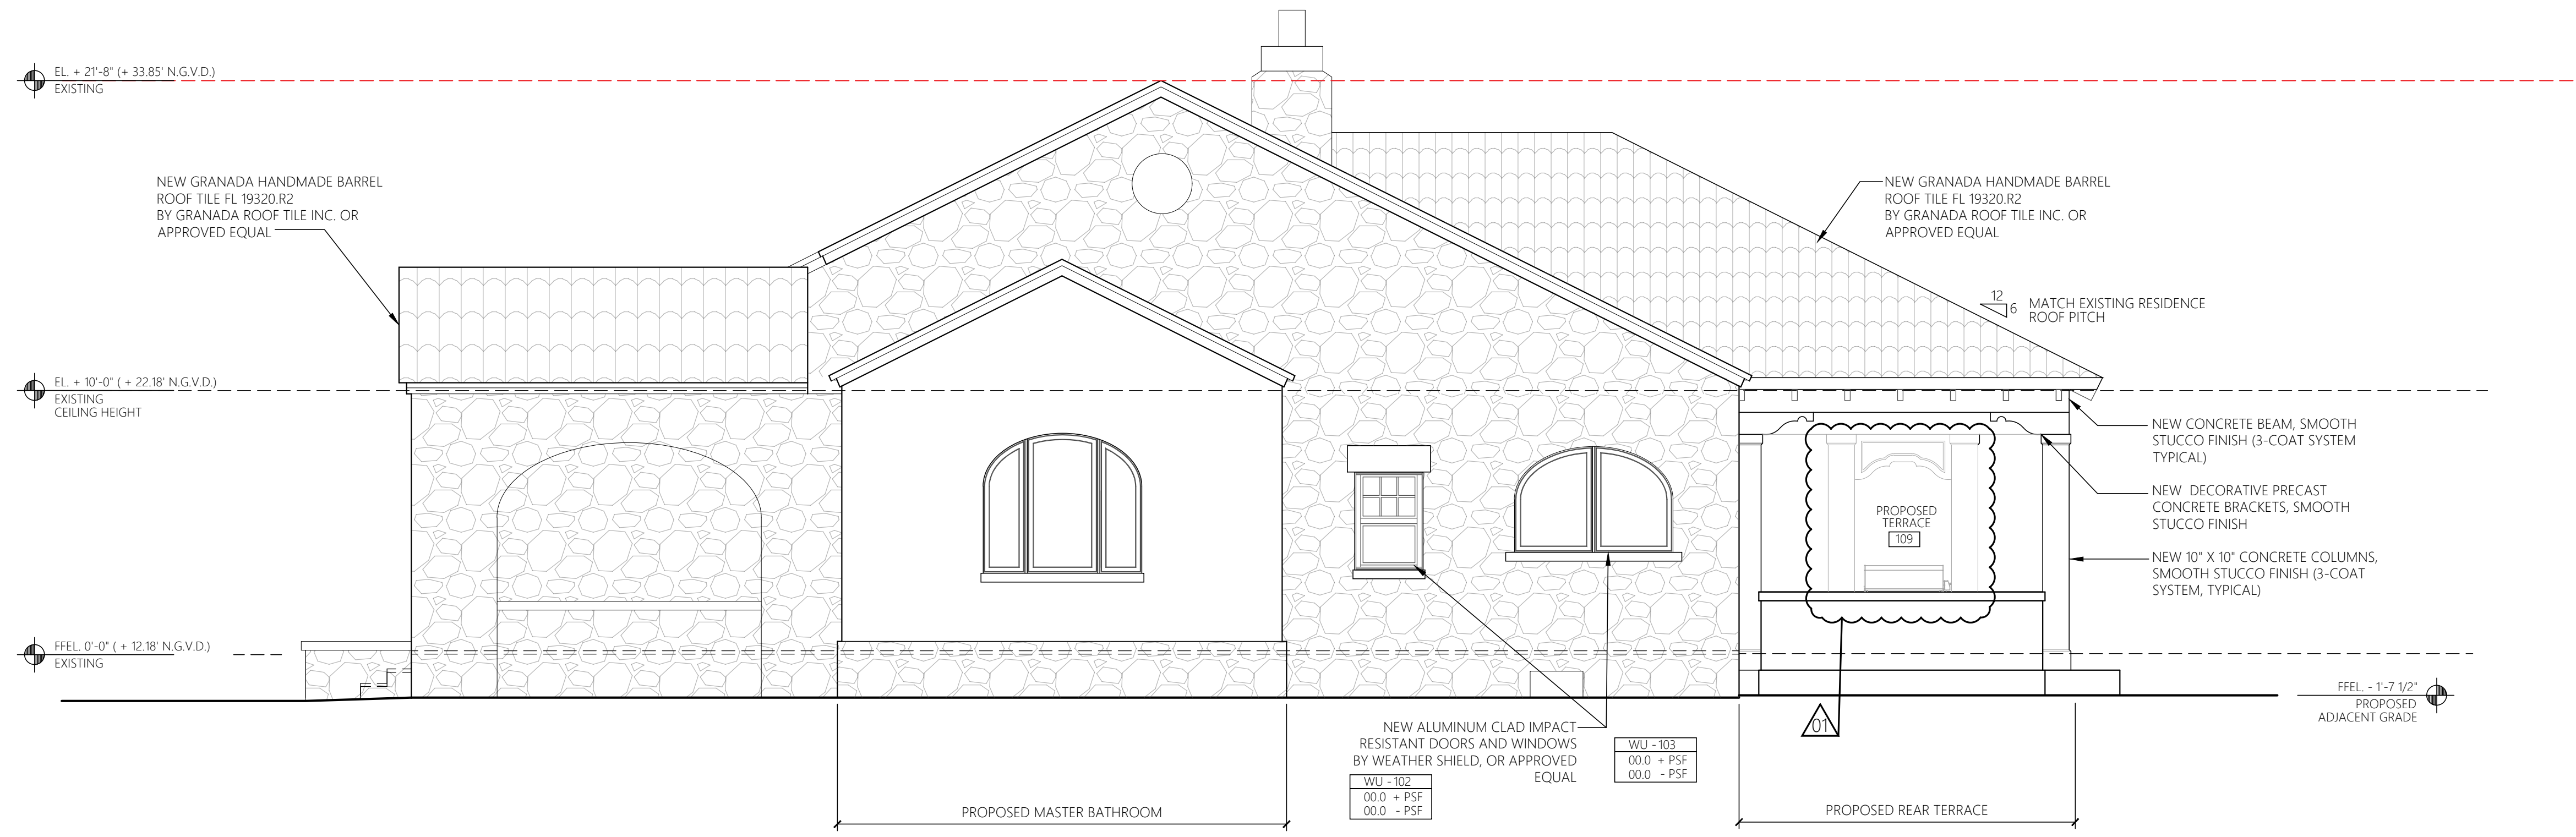 EL. + 21'-8" (+ 33.85' N.G.V.D.)
EXISTING
NEW GRANADA HANDMADE BARREL
ROOF TILE FL 19320.R2
BY GRANADA ROOF TILE INC. OR
APPROVED EQUAL
NEW GRANADA HANDMADE BARREL
ROOF TILE FL 19320.R2
BY GRANADA ROOF TILE INC. OR
APPROVED EQUAL
12
6
MATCH EXISTING RESIDENCE
ROOF PITCH
EL. + 10'-0" ( + 22.18' N.G.V.D.)
EXISTING
CEILING HEIGHT
NEW CONCRETE BEAM, SMOOTH
STUCCO FINISH (3-COAT SYSTEM
TYPICAL)
NEW DECORATIVE PRECAST
CONCRETE BRACKETS, SMOOTH
STUCCO FINISH
PROPOSED
TERRACE
109
NEW 10" X 10" CONCRETE COLUMNS,
SMOOTH STUCCO FINISH (3-COAT
SYSTEM, TYPICAL)
FFEL. 0'-0" ( + 12.18' N.G.V.D.)
EXISTING
FFEL. - 1'-7 1/2"
PROPOSED
ADJACENT GRADE
01
NEW ALUMINUM CLAD IMPACT
RESISTANT DOORS AND WINDOWS
BY WEATHER SHIELD, OR APPROVED
EQUAL
WU - 103
00.0 + PSF
00.0 - PSF
WU - 102
00.0 + PSF
00.0 - PSF
PROPOSED MASTER BATHROOM
PROPOSED REAR TERRACE